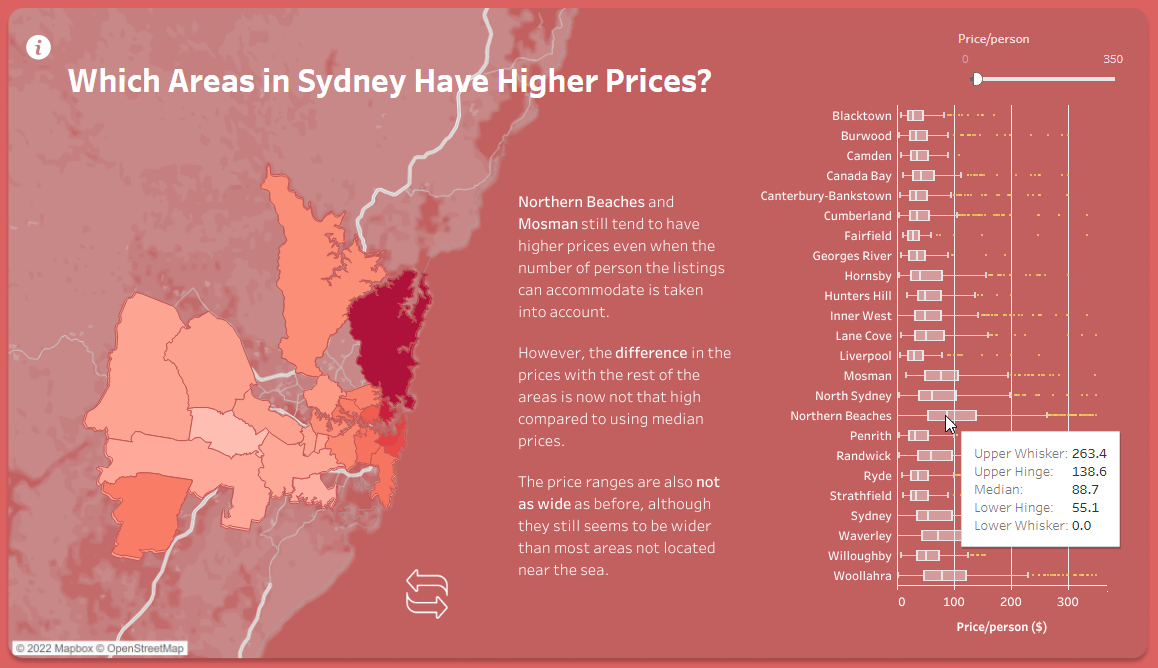 i
Which Areas in Sydney Have Higher Prices?
Price/person
0 350
Northern Beaches and
Mosman still tend to have
higher prices even when the
number of person the listings
can accommodate is taken
into account.
However, the difference in the
prices with the rest of the
areas is now not that high
compared to using median
prices.
The price ranges are also not
as wide as before, although
they still seems to be wider
than most areas not located
near the sea.
Blacktown
Burwood
Camden
Canada Bay
Canterbury-Bankstown
Cumberland
Fairfield
Georges River
Hornsby
Hunters Hill
Inner West
Lane Cove
Liverpool
Mosman
North Sydney
Northern Beaches
Penrith
Randwick
Ryde
Strathfield
Sydney
Waverley
Willoughby
Woollahra
Upper Whisker: 263.4
Upper Hinge: 138.6
Median: 88.7
Lower Hinge: 55.1
Lower Whisker: 0.0
0 100 200 300
Price/person ($)
© 2022 Mapbox © OpenStreetMap